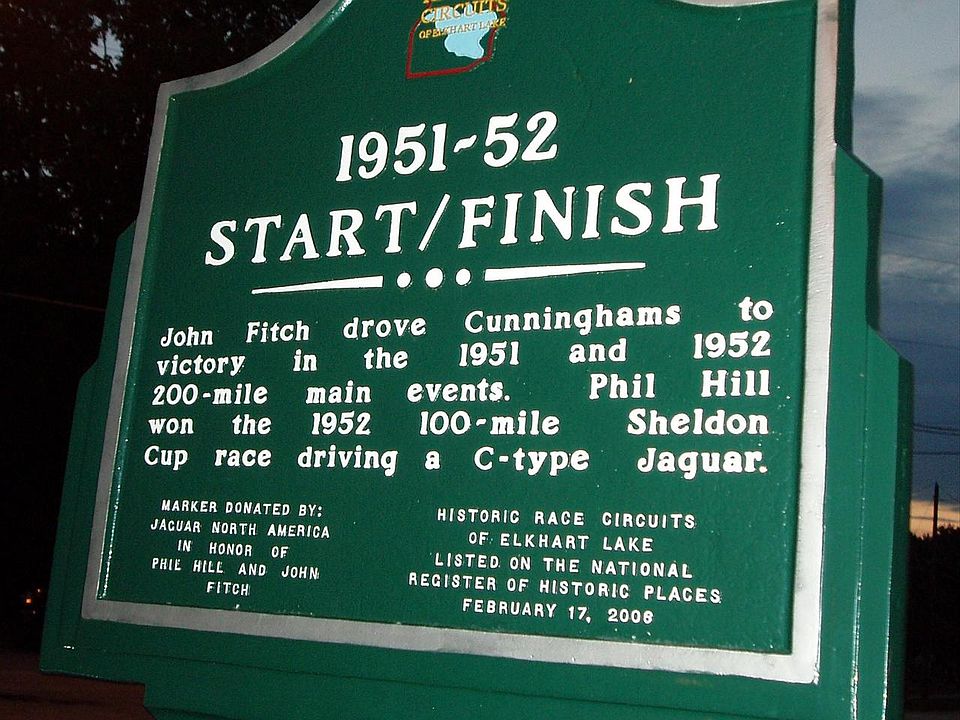 CIRCUITS
OF ELKHART LAKE
1951-52
START/FINISH
John Fitch drove Cunninghams to
victory in the 1951 and 1952
200-mile main events. Phil Hill
won the 1952 100-mile Sheldon
Cup race driving a C-type Jaguar.
MARKER DONATED BY:
JAGUAR NORTH AMERICA
IN HONOR OF
PHIL HILL AND JOHN
FITCH
HISTORIC RACE CIRCUITS
OF ELKHART LAKE
LISTED ON THE NATIONAL
REGISTER OF HISTORIC PLACES
FEBRUARY 17, 2006